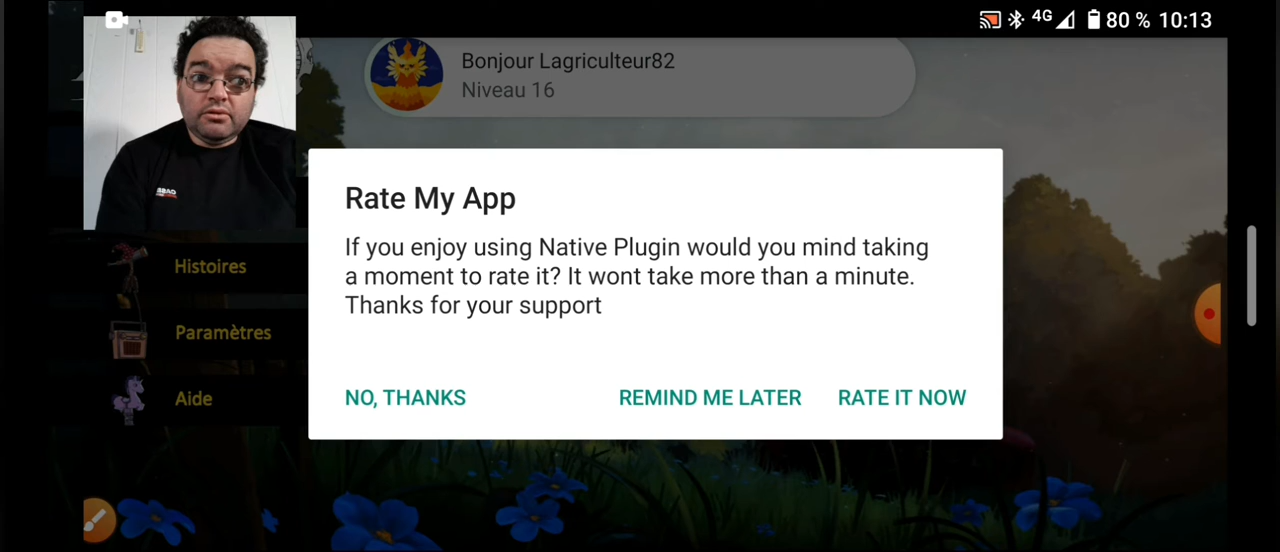 4G 80 % 10:13
Bonjour Lagriculteur82
Niveau 16
Rate My App
If you enjoy using Native Plugin would you mind taking
a moment to rate it? It wont take more than a minute.
Thanks for your support
NO, THANKS REMIND ME LATER RATE IT NOW
Histoires
Paramètres
Aide